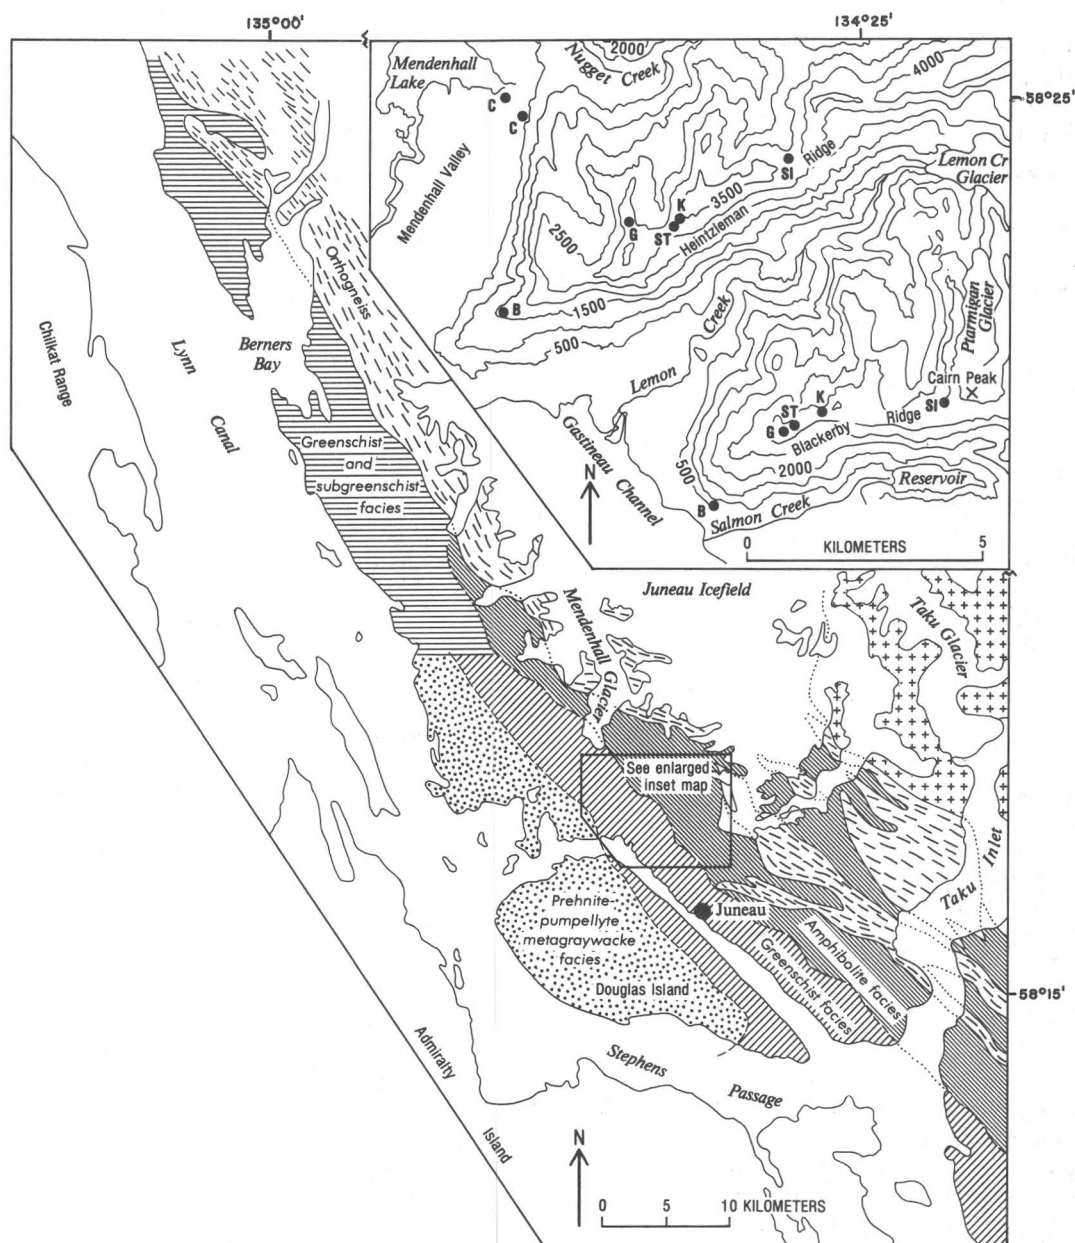 135°00'
134°25'
Mendenhall
Lake
2000
Nugget Creek
4000
58°25'
C
C
Mendenhall Valley
Ridge
SI
Lemon Cr
Glacier
K
3500
G
ST
Heintzleman
2500
B
1500
500
Creek
Lemon
Ptarmigan
Glacier
Cairn Peak
K
ST
SI
G
Ridge
Blackerby
500
2000
Reservoir
B
Salmon Creek
Gastineau Channel
N
0 5
KILOMETERS
Orthogneiss
Chilkat Range
Lynn
Canal
Berners
Bay
Greenschist
and
subgreenschist
facies
Juneau Icefield
Mendenhall
Glacier
Taku Glacier
See enlarged
inset map
Taku Inlet
Juneau
Prehnite-
pumpellyte
metagraywacke
facies
Douglas Island
Amphibolite facies
Greenschist facies
58°15'
Stephens
Passage
Admiralty
Island
N
0 5 10 KILOMETERS